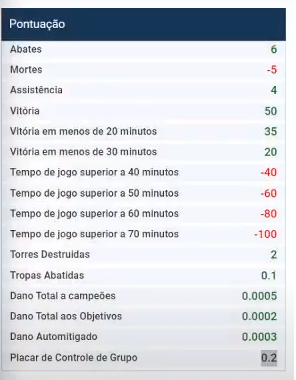 Pontuação
Abates 6
Mortes -5
Assistência 4
Vitória 50
Vitória em menos de 20 minutos 35
Vitória em menos de 30 minutos 20
Tempo de jogo superior a 40 minutos -40
Tempo de jogo superior a 50 minutos -60
Tempo de jogo superior a 60 minutos -80
Tempo de jogo superior a 70 minutos -100
Torres Destruidas 2
Tropas Abatidas 0.1
Dano Total a campeões 0.0005
Dano Total aos Objetivos 0.0002
Dano Automitigado 0.0003
Placar de Controle de Grupo 0.2